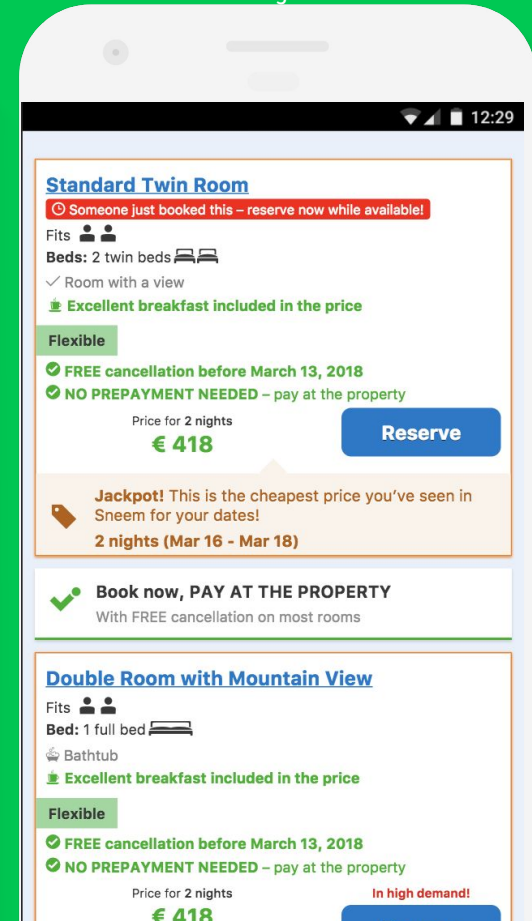 12:29
Standard Twin Room
Someone just booked this – reserve now while available!
Fits
Beds: 2 twin beds
Room with a view
Excellent breakfast included in the price
Flexible
FREE cancellation before March 13, 2018
NO PREPAYMENT NEEDED – pay at the property
Price for 2 nights
€ 418
Reserve
Jackpot! This is the cheapest price you've seen in
Sneem for your dates!
2 nights (Mar 16 - Mar 18)
Book now, PAY AT THE PROPERTY
With FREE cancellation on most rooms
Double Room with Mountain View
Fits
Bed: 1 full bed
Bathtub
Excellent breakfast included in the price
Flexible
FREE cancellation before March 13, 2018
NO PREPAYMENT NEEDED – pay at the property
Price for 2 nights
In high demand!
€ 418